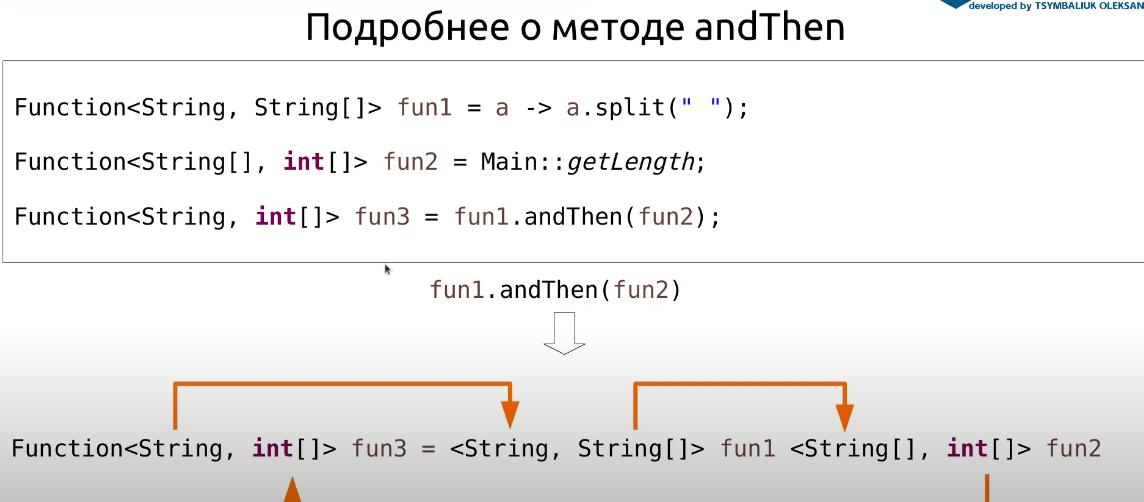 developed by TSYMBALIUK OLEKSAN
Подробнее о методе andThen
Function<String, String[]> fun1 = a -> a.split(" ");
Function<String[], int[]> fun2 = Main::getLength;
Function<String, int[]> fun3 = fun1.andThen(fun2);
fun1.andThen(fun2)
Function<String, int[]> fun3 = <String, String[]> fun1 <String[], int[]> fun2